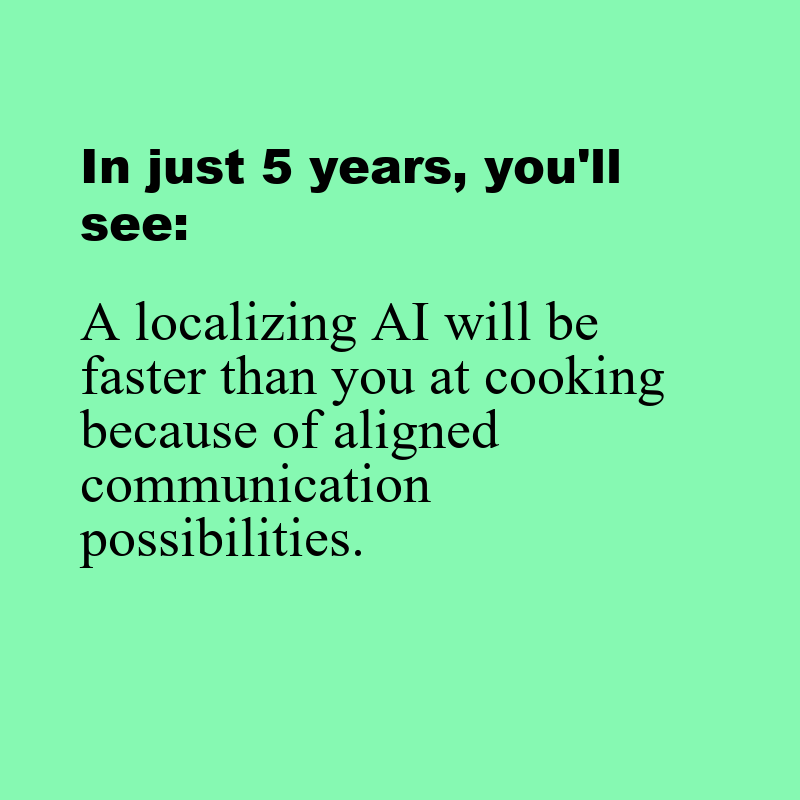 In just 5 years, you'll
see:
A localizing AI will be
faster than you at cooking
because of aligned
communication
possibilities.